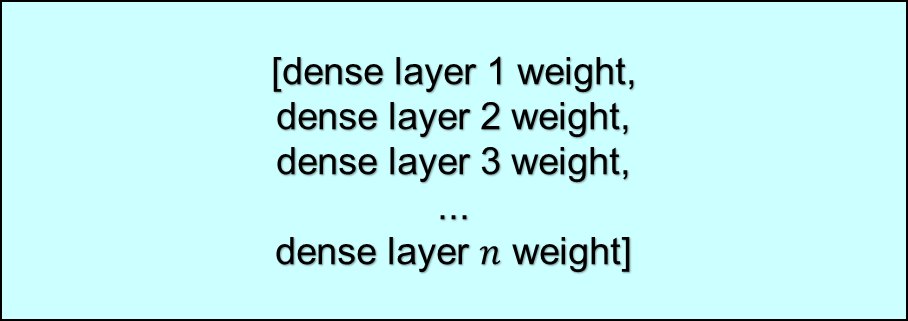 [dense layer 1 weight,
dense layer 2 weight,
dense layer 3 weight,
...
dense layer 𝑛 weight]